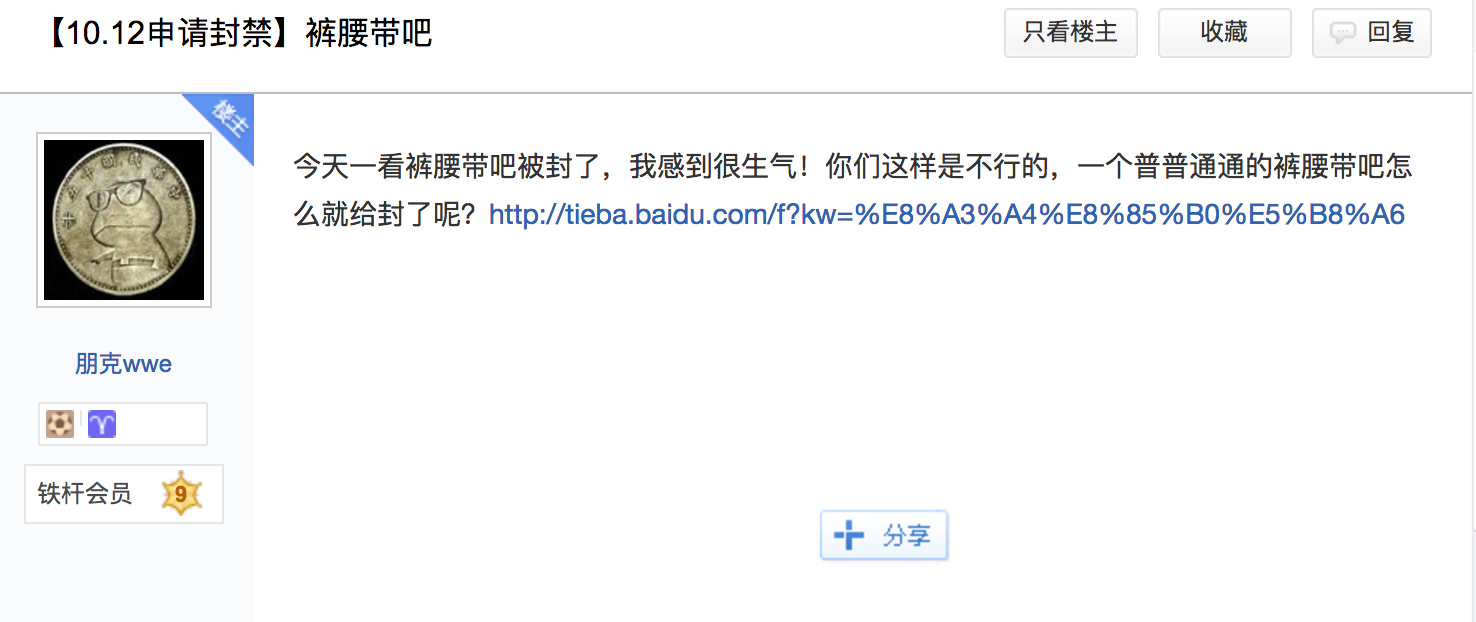 【10.12申请封禁】裤腰带吧
只看楼主
收藏
回复
楼主
今天一看裤腰带吧被封了，我感到很生气！你们这样是不行的，一个普普通通的裤腰带吧怎
么就给封了呢？http://tieba.baidu.com/f?kw=%E8%A3%A4%E8%85%B0%E5%B8%A6
朋克wwe
铁杆会员 9
分享